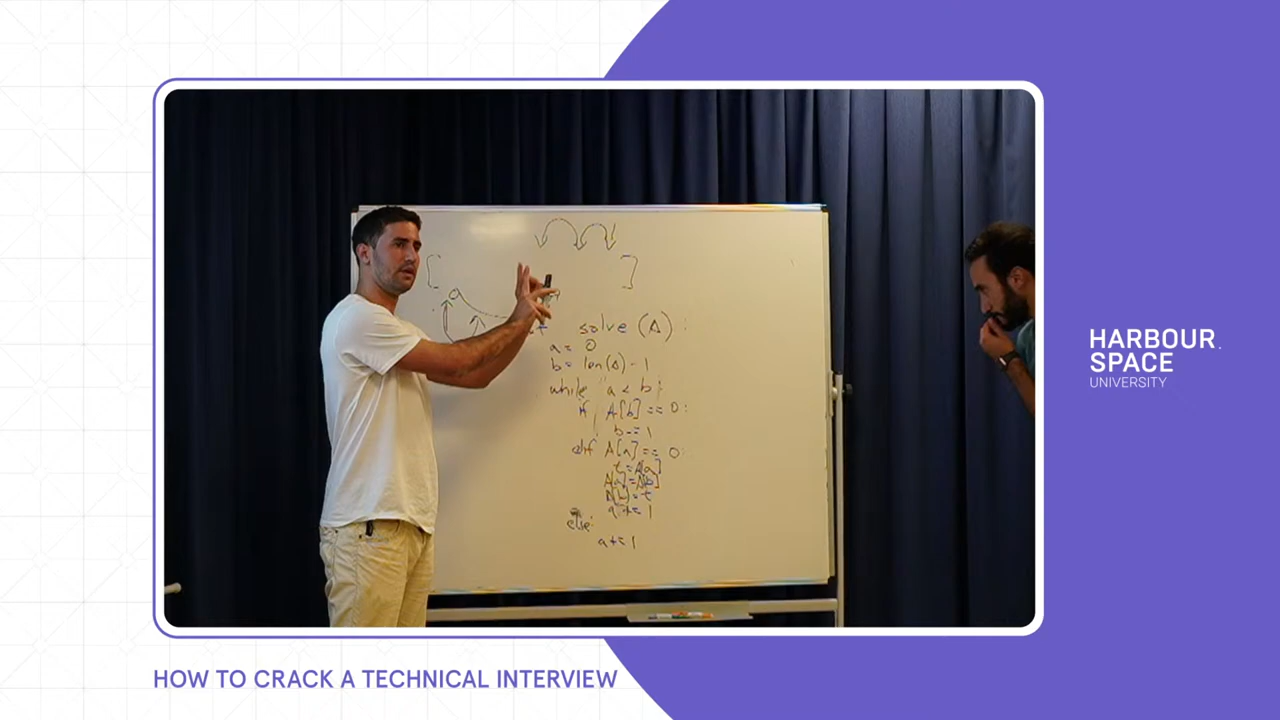 [ ]
solve (A):
a = 0
b = len(A) - 1
while a < b:
if A[b] == 0:
b -= 1
elif A[a] == 0:
t = A[a]
A[a] = A[b]
A[b] = t
a += 1
else:
a += 1
HARBOUR.
SPACE
UNIVERSITY
HOW TO CRACK A TECHNICAL INTERVIEW